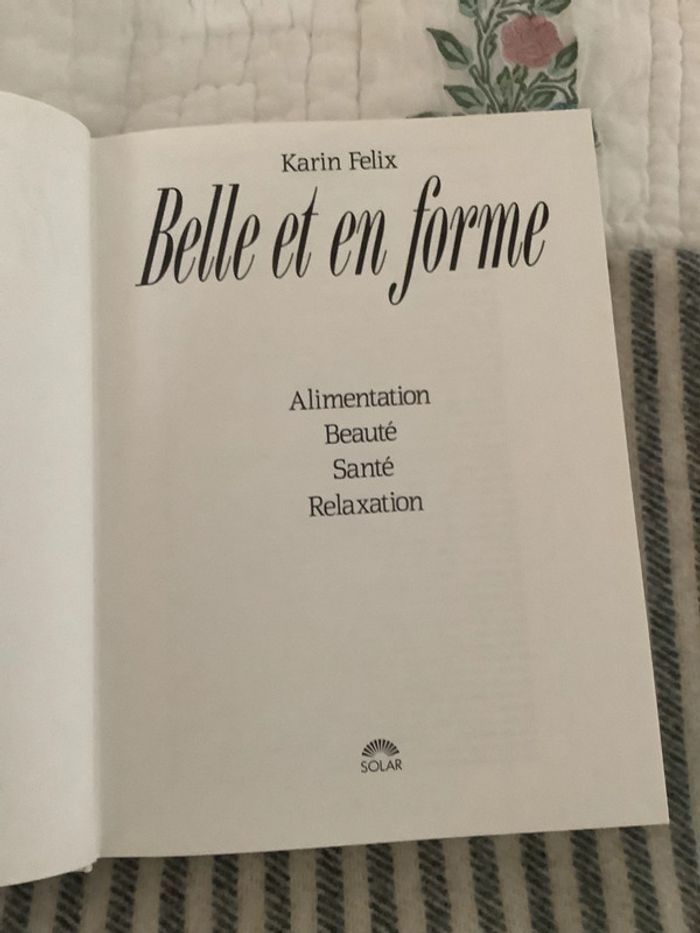 Karin Felix
Belle et en forme
Alimentation
Beauté
Santé
Relaxation
SOLAR